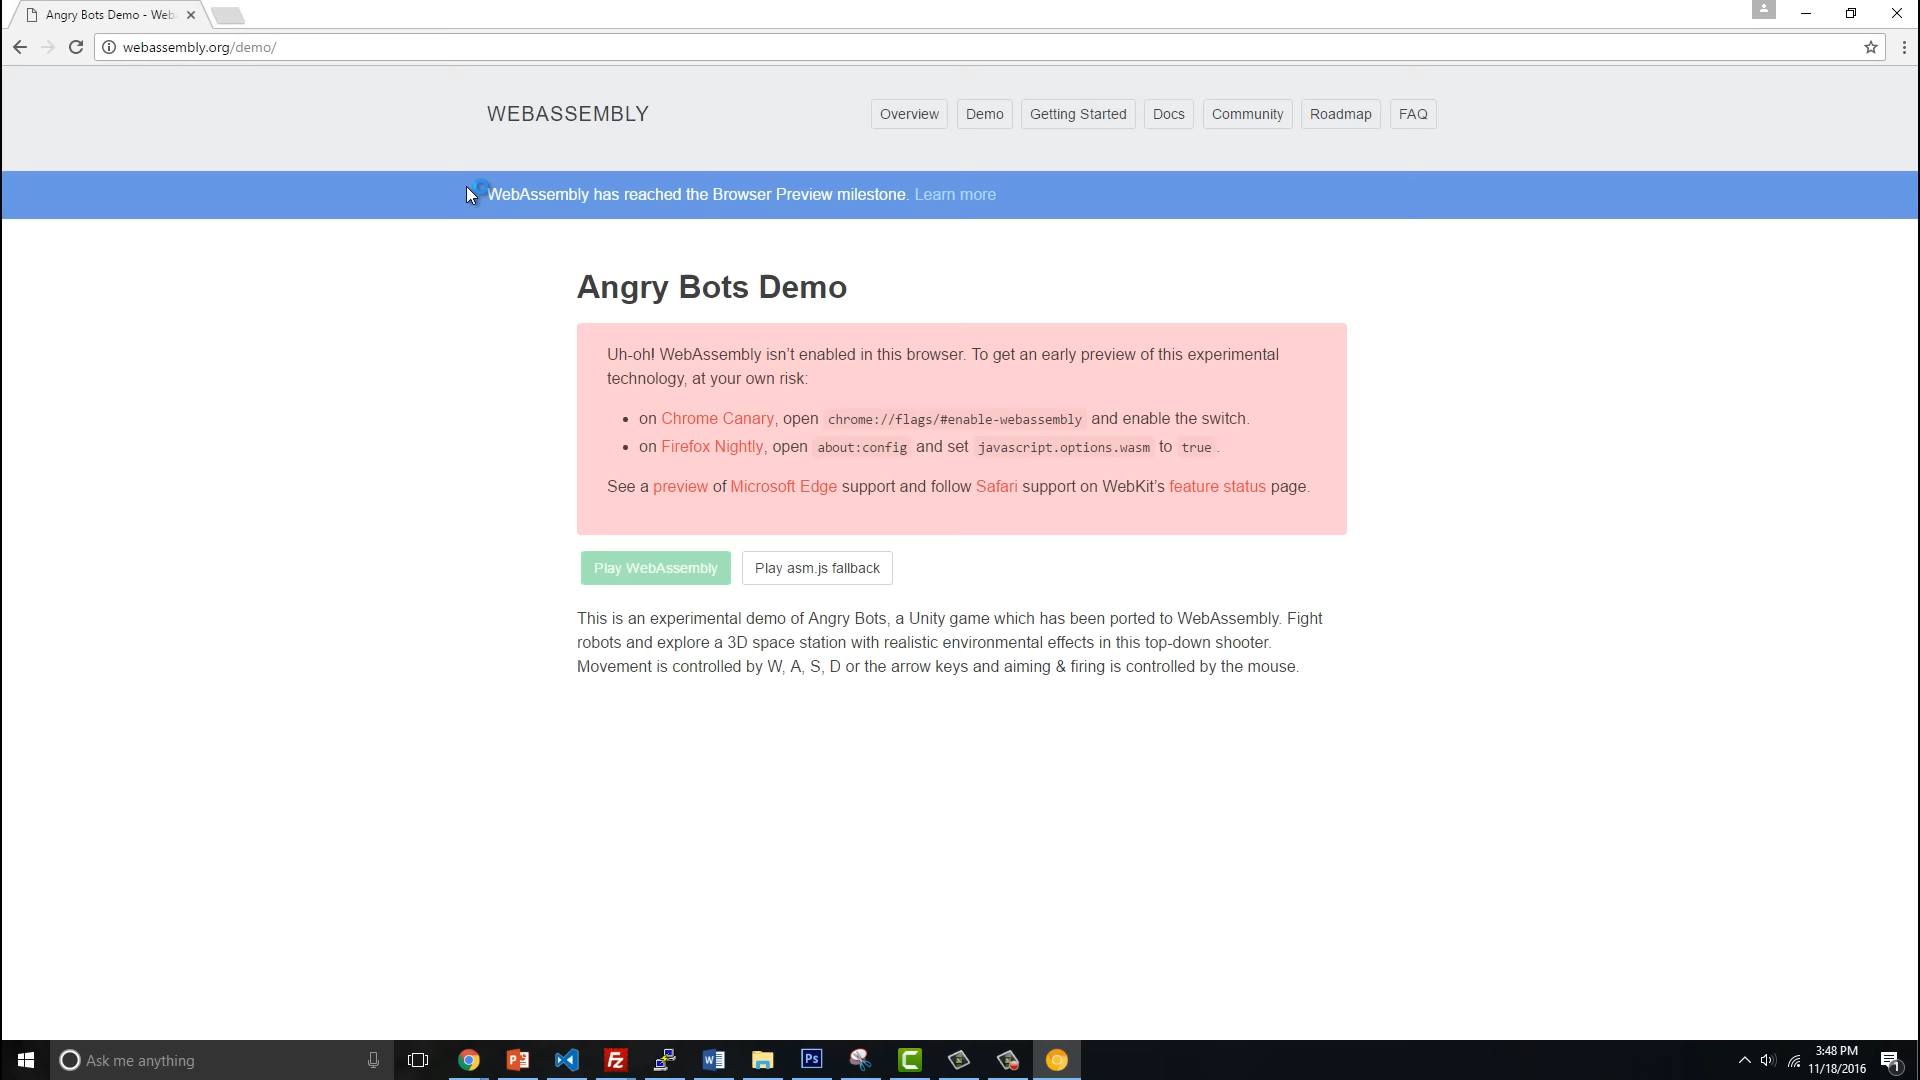 Angry Bots Demo - Web
webassembly.org/demo/
WEBASSEMBLY
Overview Demo Getting Started Docs Community Roadmap FAQ
WebAssembly has reached the Browser Preview milestone. Learn more
Angry Bots Demo
Uh-oh! WebAssembly isn't enabled in this browser. To get an early preview of this experimental
technology, at your own risk:
• on Chrome Canary, open chrome://flags/#enable-webassembly and enable the switch.
• on Firefox Nightly, open about:config and set javascript.options.wasm to true.
See a preview of Microsoft Edge support and follow Safari support on WebKit's feature status page.
Play WebAssembly Play asm.js fallback
This is an experimental demo of Angry Bots, a Unity game which has been ported to WebAssembly. Fight
robots and explore a 3D space station with realistic environmental effects in this top-down shooter.
Movement is controlled by W, A, S, D or the arrow keys and aiming & firing is controlled by the mouse.
Ask me anything
Fz
Ps
3:48 PM
11/18/2016
1